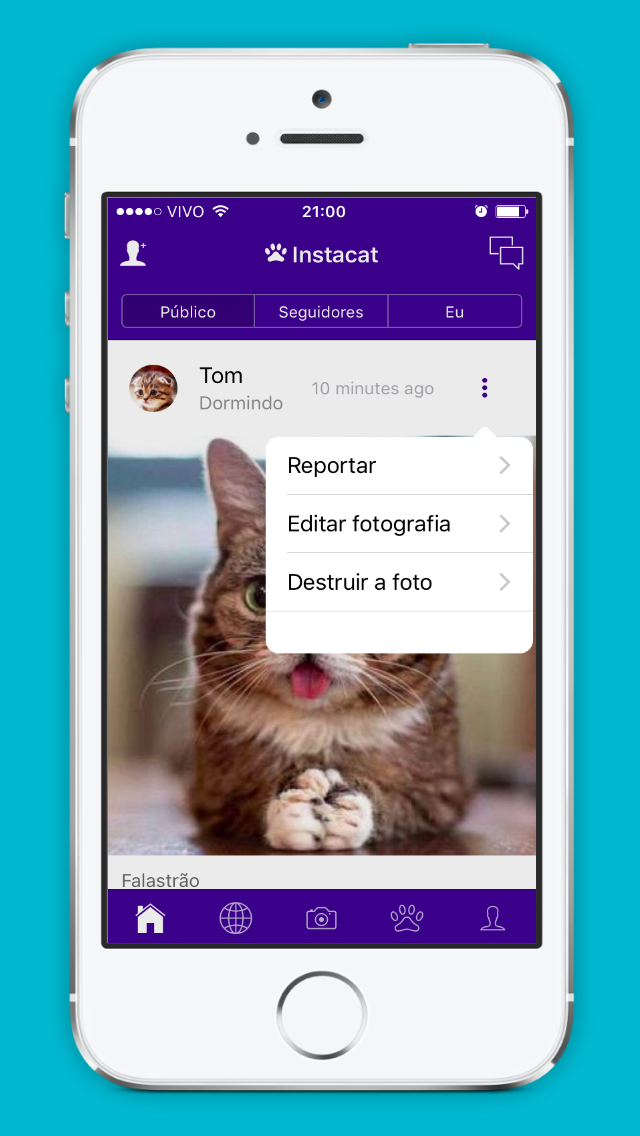 VIVO 21:00
Instacat
Público Seguidores Eu
Tom
Dormindo
10 minutes ago
Reportar
Editar fotografia
Destruir a foto
Falastrão